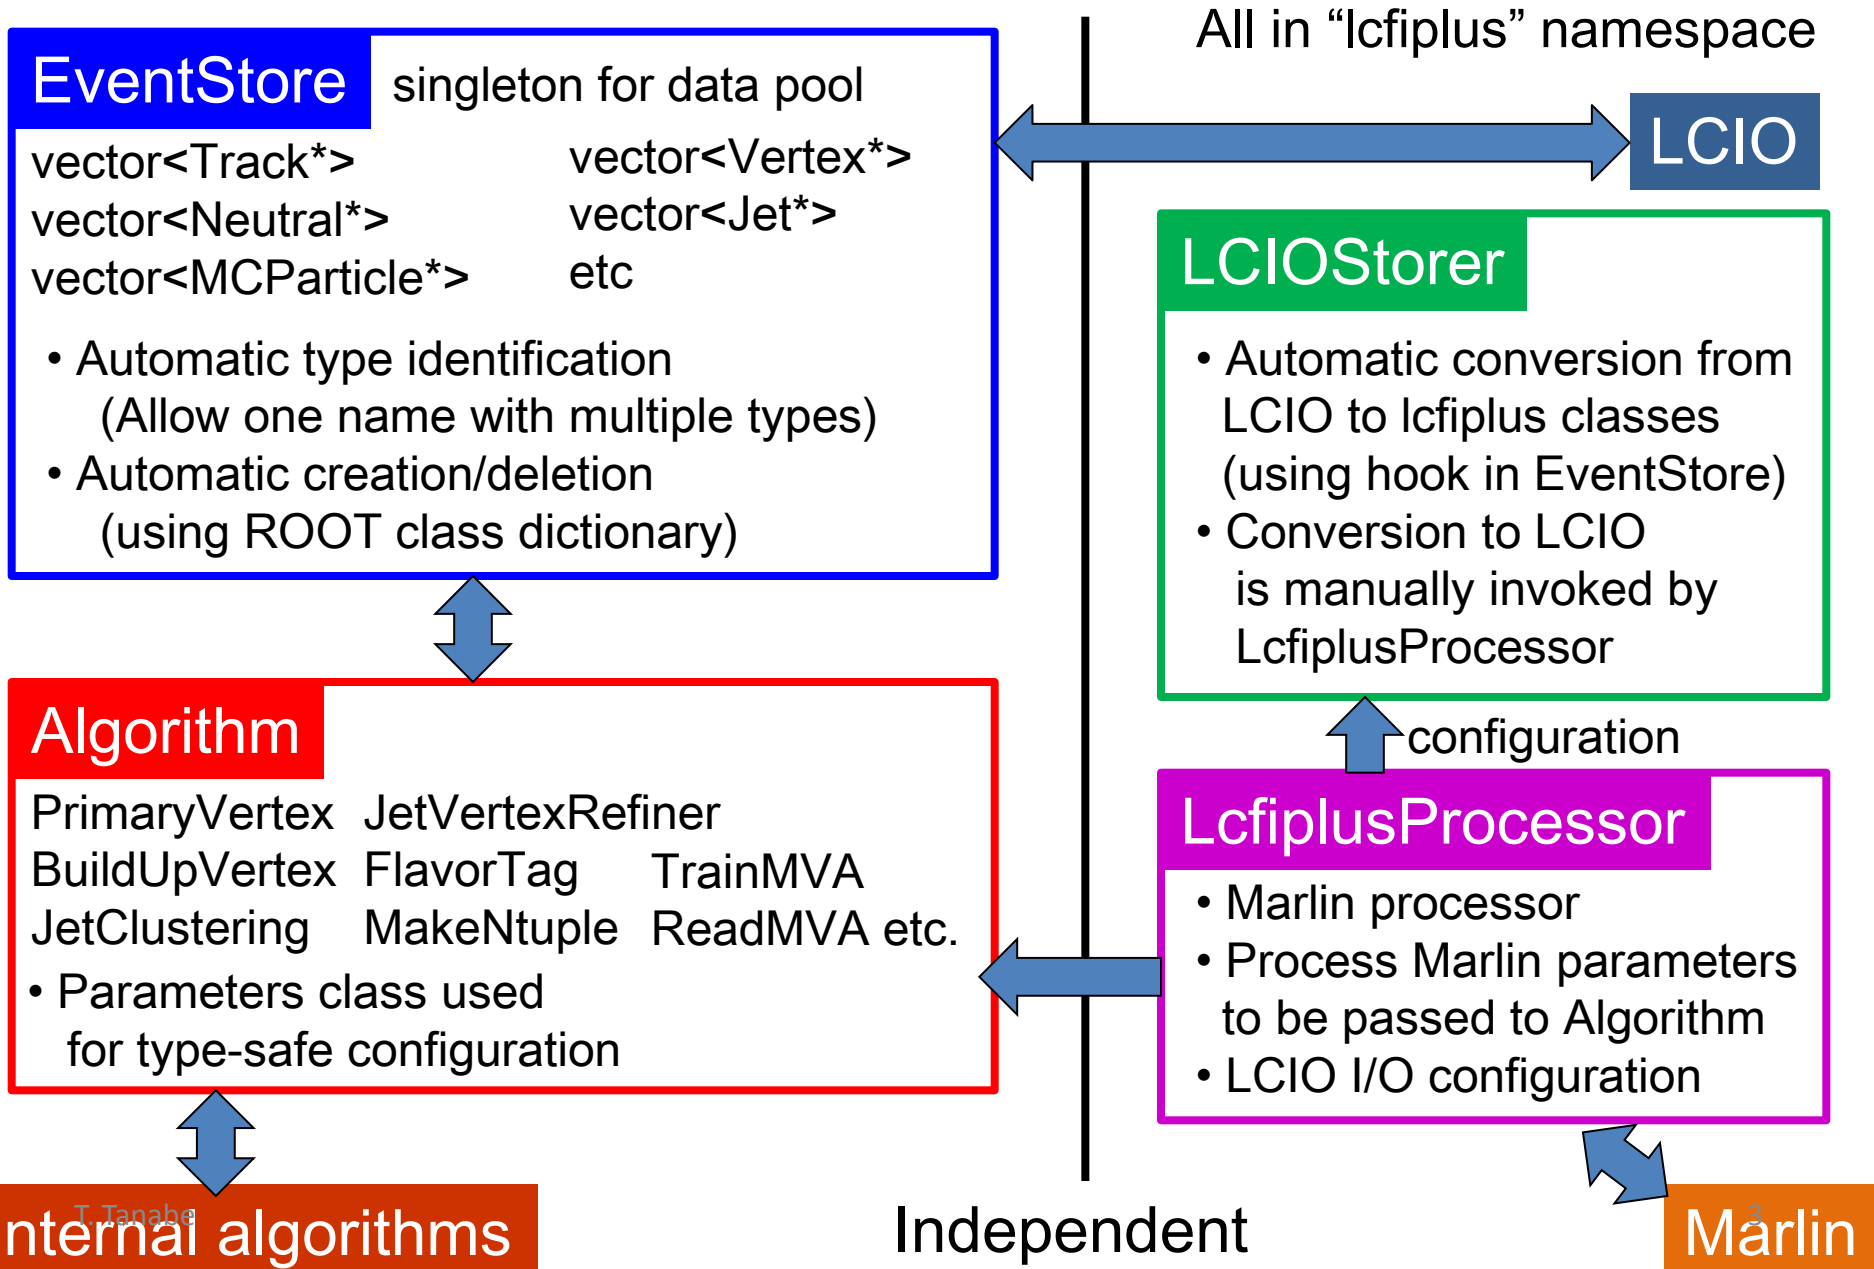 All in “lcfiplus” namespace
EventStore
singleton for data pool
vector<Track*>
vector<Neutral*>
vector<MCParticle*>
vector<Vertex*>
vector<Jet*>
etc
• Automatic type identification
(Allow one name with multiple types)
• Automatic creation/deletion
(using ROOT class dictionary)
LCIO
LCIOStorer
• Automatic conversion from
LCIO to lcfiplus classes
(using hook in EventStore)
• Conversion to LCIO
is manually invoked by
LcfiplusProcessor
configuration
Algorithm
PrimaryVertex JetVertexRefiner
BuildUpVertex FlavorTag TrainMVA
JetClustering MakeNtuple ReadMVA etc.
• Parameters class used
for type-safe configuration
LcfiplusProcessor
• Marlin processor
• Process Marlin parameters
to be passed to Algorithm
• LCIO I/O configuration
nternal algorithms
T. Tanabe
Independent
Marlin
3